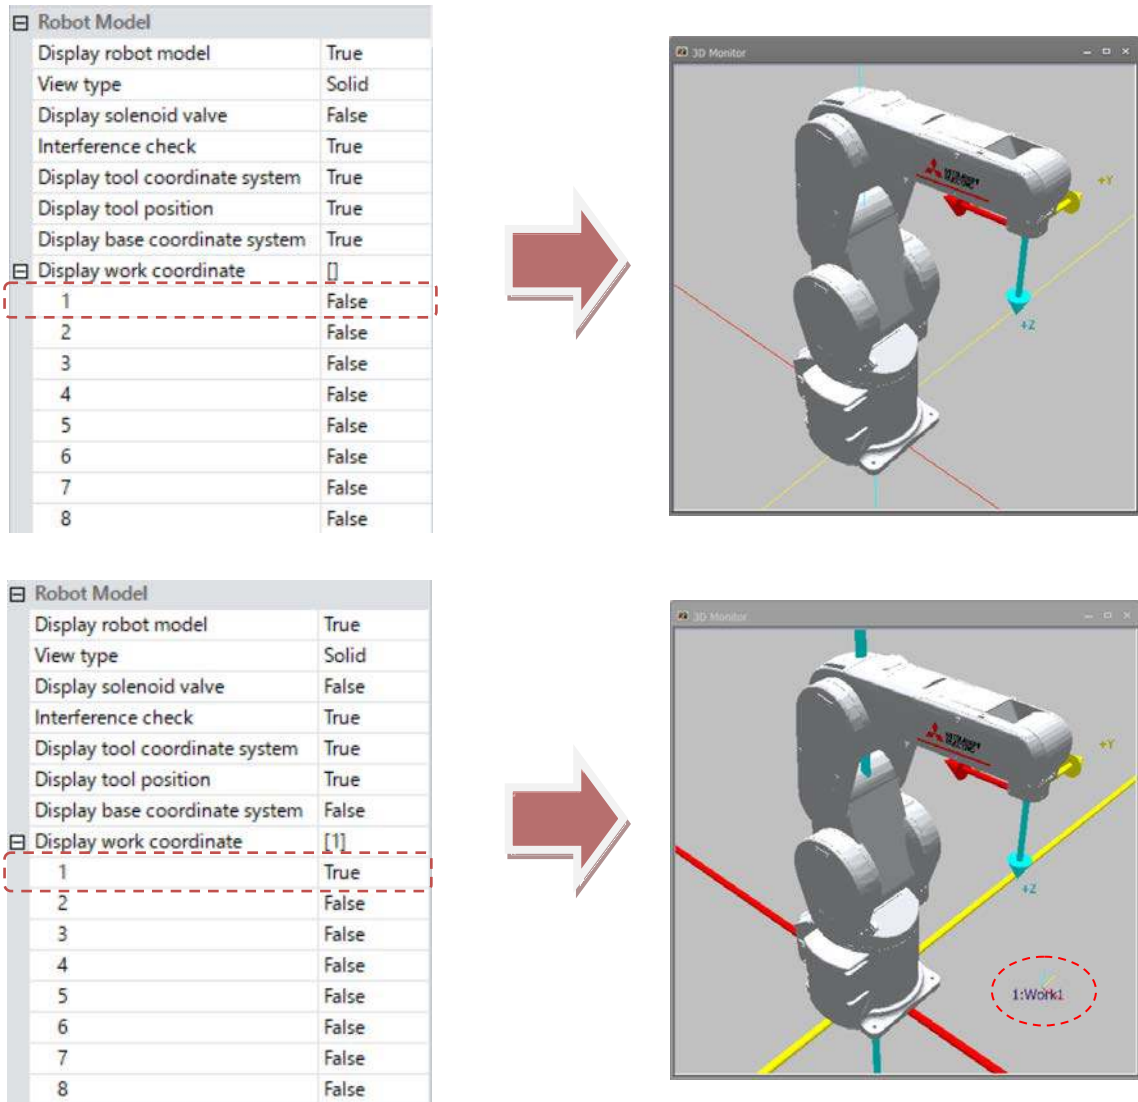 Robot Model
Display robot model True
View type Solid
Display solenoid valve False
Interference check True
Display tool coordinate system True
Display tool position True
Display base coordinate system True
Display work coordinate []
1 False
2 False
3 False
4 False
5 False
6 False
7 False
8 False
3D Monitor
MITSUBISHI
ELECTRIC
+Y
+Z
Robot Model
Display robot model True
View type Solid
Display solenoid valve False
Interference check True
Display tool coordinate system True
Display tool position True
Display base coordinate system False
Display work coordinate [1]
1 True
2 False
3 False
4 False
5 False
6 False
7 False
8 False
3D Monitor
MITSUBISHI
ELECTRIC
+Y
+Z
1:Work1